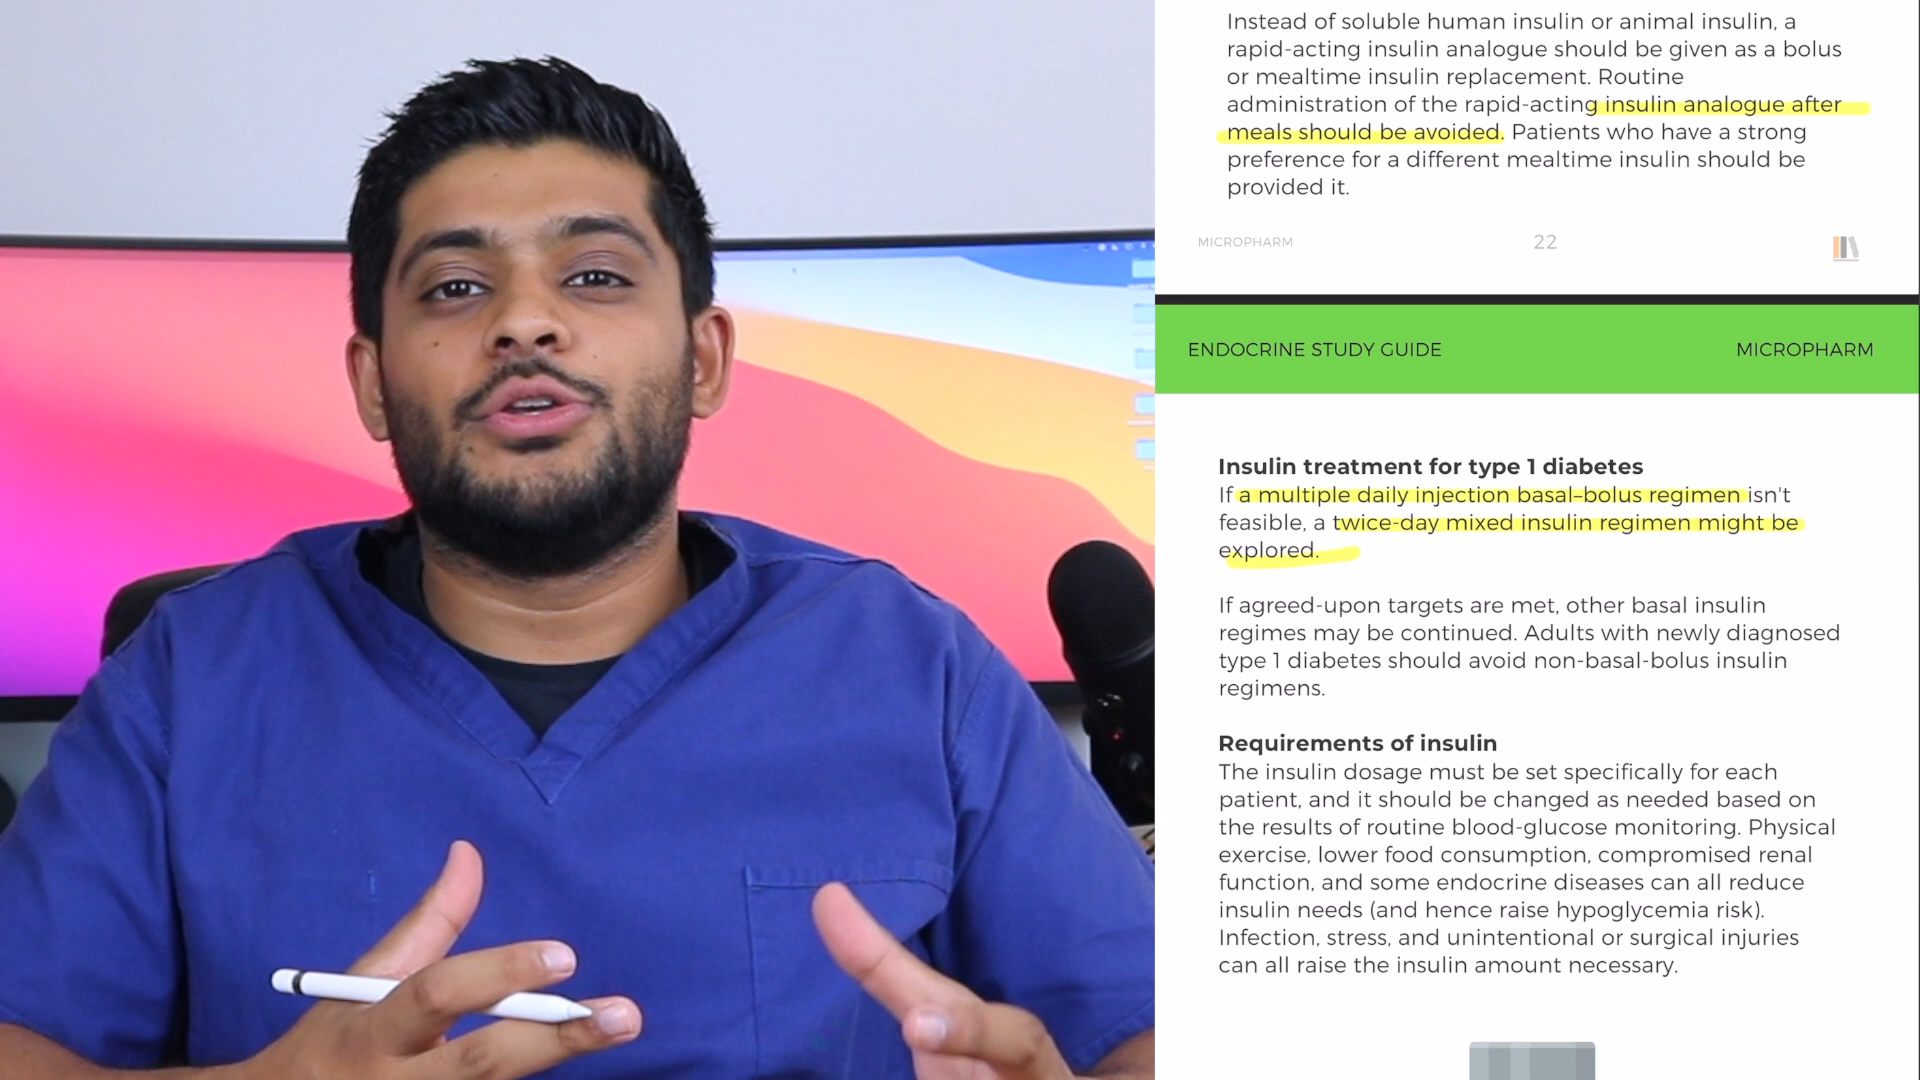 Instead of soluble human insulin or animal insulin, a
rapid-acting insulin analogue should be given as a bolus
or mealtime insulin replacement. Routine
administration of the rapid-acting insulin analogue after
meals should be avoided. Patients who have a strong
preference for a different mealtime insulin should be
provided it.
MICROPHARM 22
ENDOCRINE STUDY GUIDE MICROPHARM
Insulin treatment for type 1 diabetes
If a multiple daily injection basal–bolus regimen isn't
feasible, a twice-day mixed insulin regimen might be
explored.
If agreed-upon targets are met, other basal insulin
regimes may be continued. Adults with newly diagnosed
type 1 diabetes should avoid non-basal-bolus insulin
regimens.
Requirements of insulin
The insulin dosage must be set specifically for each
patient, and it should be changed as needed based on
the results of routine blood-glucose monitoring. Physical
exercise, lower food consumption, compromised renal
function, and some endocrine diseases can all reduce
insulin needs (and hence raise hypoglycemia risk).
Infection, stress, and unintentional or surgical injuries
can all raise the insulin amount necessary.